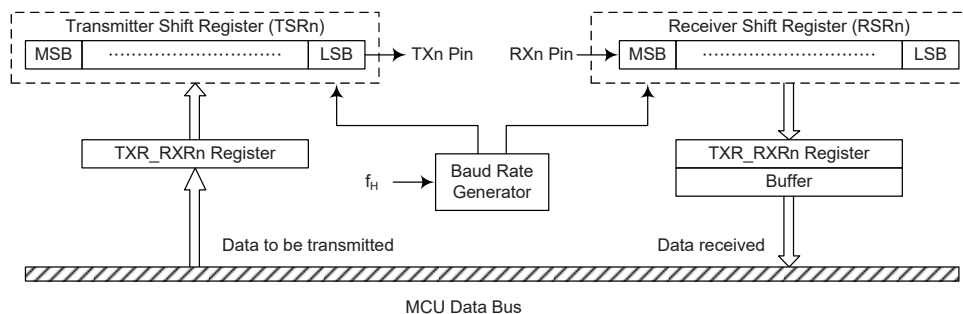 Transmitter Shift Register (TSRn)
MSB ................................ LSB
TXn Pin
RXn Pin
Receiver Shift Register (RSRn)
MSB ................................ LSB
TXR_RXRn Register
Baud Rate
Generator
fH
TXR_RXRn Register
Buffer
Data to be transmitted
Data received
MCU Data Bus